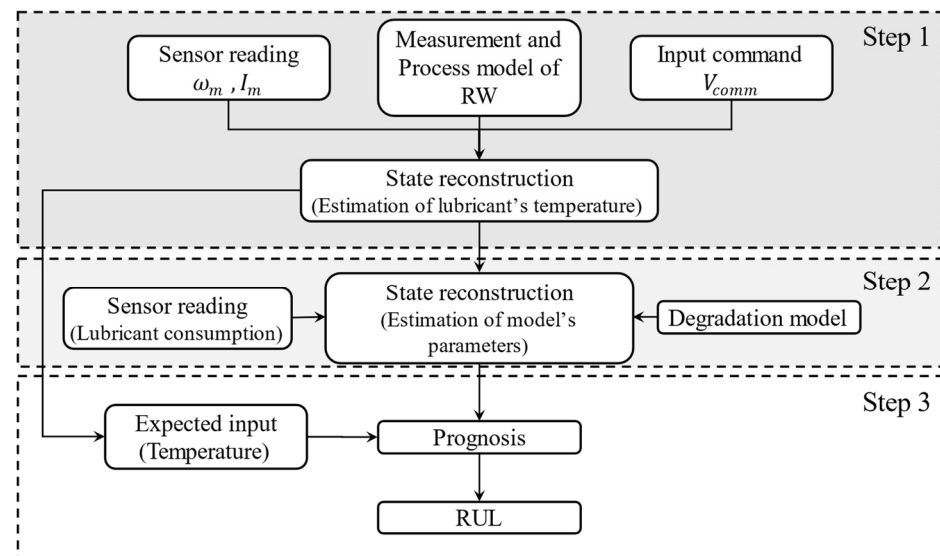 Step 1
Sensor reading
ωm , Im
Measurement and
Process model of
RW
Input command
Vcomm
State reconstruction
(Estimation of lubricant’s temperature)
Step 2
Sensor reading
(Lubricant consumption)
State reconstruction
(Estimation of model’s
parameters)
Degradation model
Step 3
Expected input
(Temperature)
Prognosis
RUL